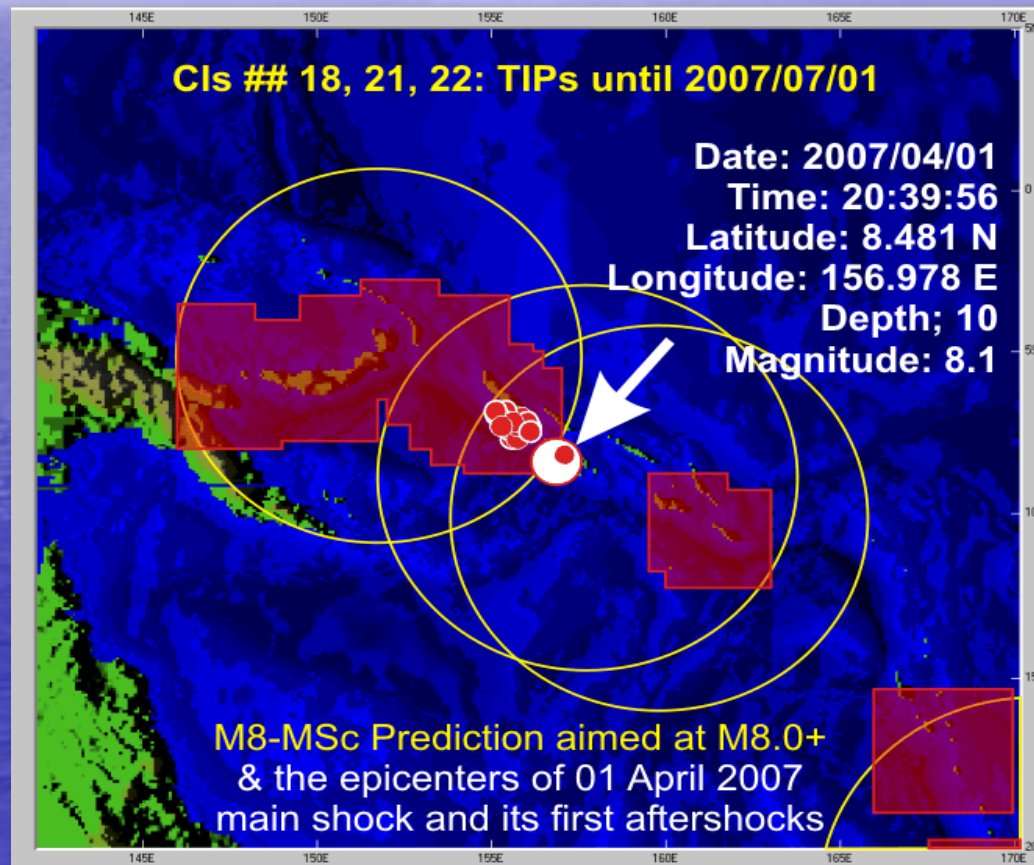 145E 150E 155E 160E 165E 170E
CIs ## 18, 21, 22: TIPs until 2007/07/01
Date: 2007/04/01
Time: 20:39:56
0
Latitude: 8.481 N
Longitude: 156.978 E
Depth; 10
Magnitude: 8.1
M8-MSc Prediction aimed at M8.0+
& the epicenters of 01 April 2007
main shock and its first aftershocks
145E 150E 155E 160E 165E 170E